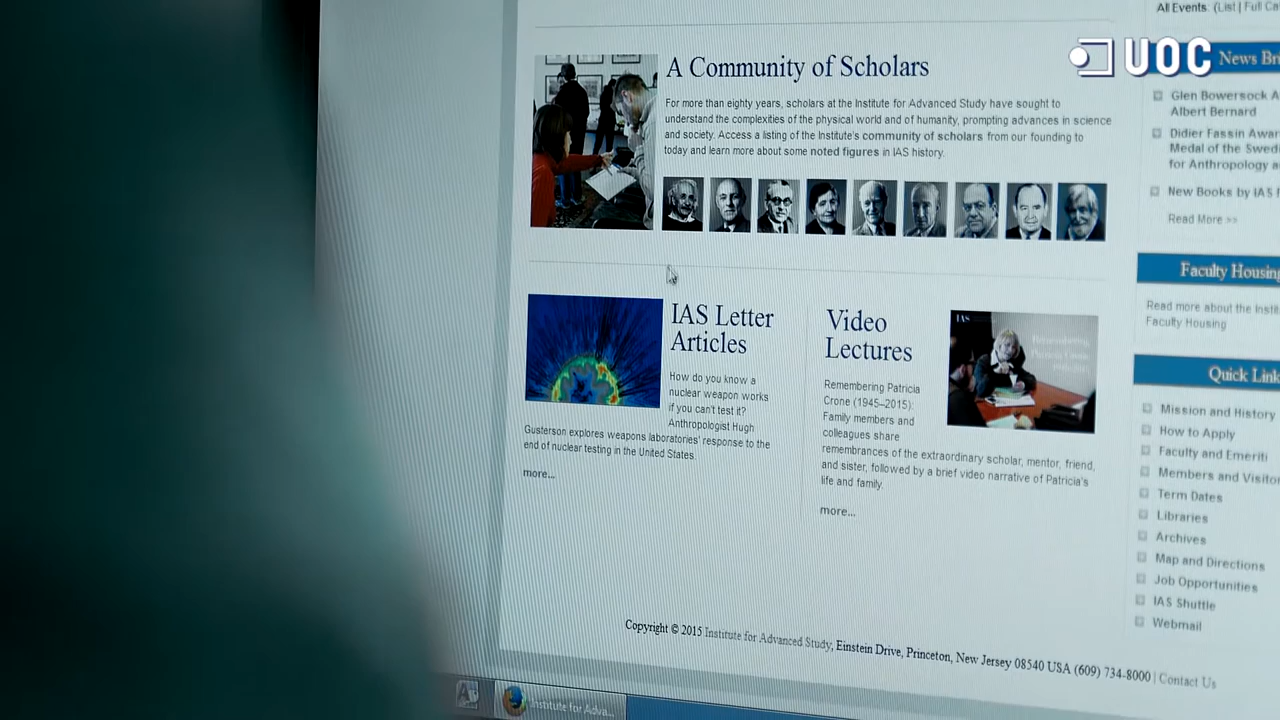 All Events: (List | Full
UOC
A Community of Scholars
For more than eighty years, scholars at the Institute for Advanced Study have sought to
understand the complexities of the physical world and of humanity, prompting advances in science
and society. Access a listing of the Institute's community of scholars from our founding to
today and learn more about some noted figures in IAS history.
IAS Letter
Articles
How do you know a
nuclear weapon works
if you can't test it?
Anthropologist Hugh
Gusterson explores weapons laboratories' response to the
end of nuclear testing in the United States.
more...
Video
Lectures
IAS
Remembering
Patricia Crone
Remembering Patricia
Crone (1945–2015):
Family members and
colleagues share
remembrances of the extraordinary scholar, mentor, friend,
and sister, followed by a brief video narrative of Patricia's
life and family.
more...
News
Glen Bowersock
Albert Bernard
Didier Fassin
Medal of the
for Anthropology
New Books by IAS
Read More >>
Faculty Housing
Read more about the
Faculty Housing
Quick
Mission and History
How to Apply
Faculty and Emeriti
Members and
Term Dates
Libraries
Archives
Map and Directions
Job Opportunities
IAS Shuttle
Webmail
Copyright © 2015 Institute for Advanced Study, Einstein Drive, Princeton, New Jersey 08540 USA (609) 734-8000 | Contact Us
Institute for Adva...